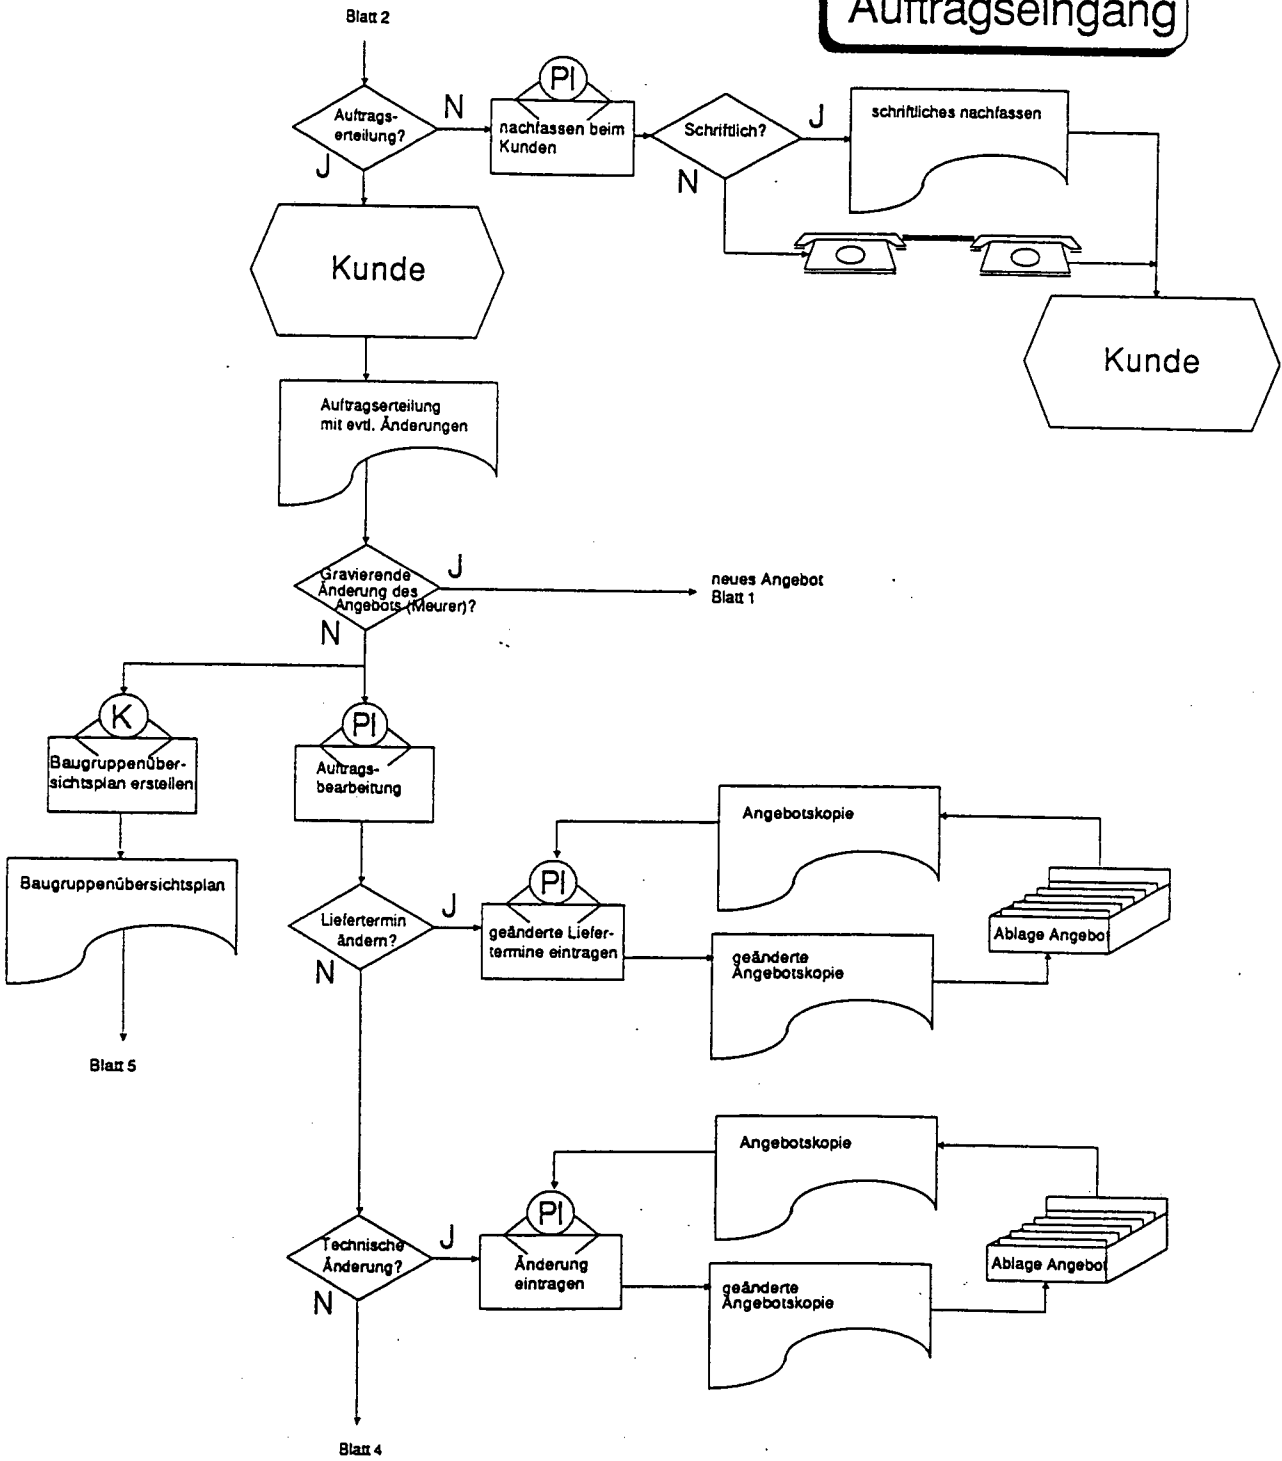 Auftragseingang
Blatt 2
Auftrags-
erteilung?
N
J
PI
nachfassen beim
Kunden
Schriftlich?
J
N
schriftliches nachfassen
Kunde
Kunde
Auftragserteilung
mit evtl. Änderungen
Gravierende
Änderung des
Angebots (Meurer)?
J
N
neues Angebot
Blatt 1
K
Baugruppenüber-
sichtsplan erstellen
PI
Auftrags-
bearbeitung
Baugruppenübersichtsplan
Blatt 5
Liefertermin
ändern?
J
N
PI
geänderte Liefer-
termine eintragen
Angebotskopie
geänderte
Angebotskopie
Ablage Angebot
Technische
Änderung?
J
N
PI
Änderung
eintragen
Angebotskopie
geänderte
Angebotskopie
Ablage Angebot
Blatt 4